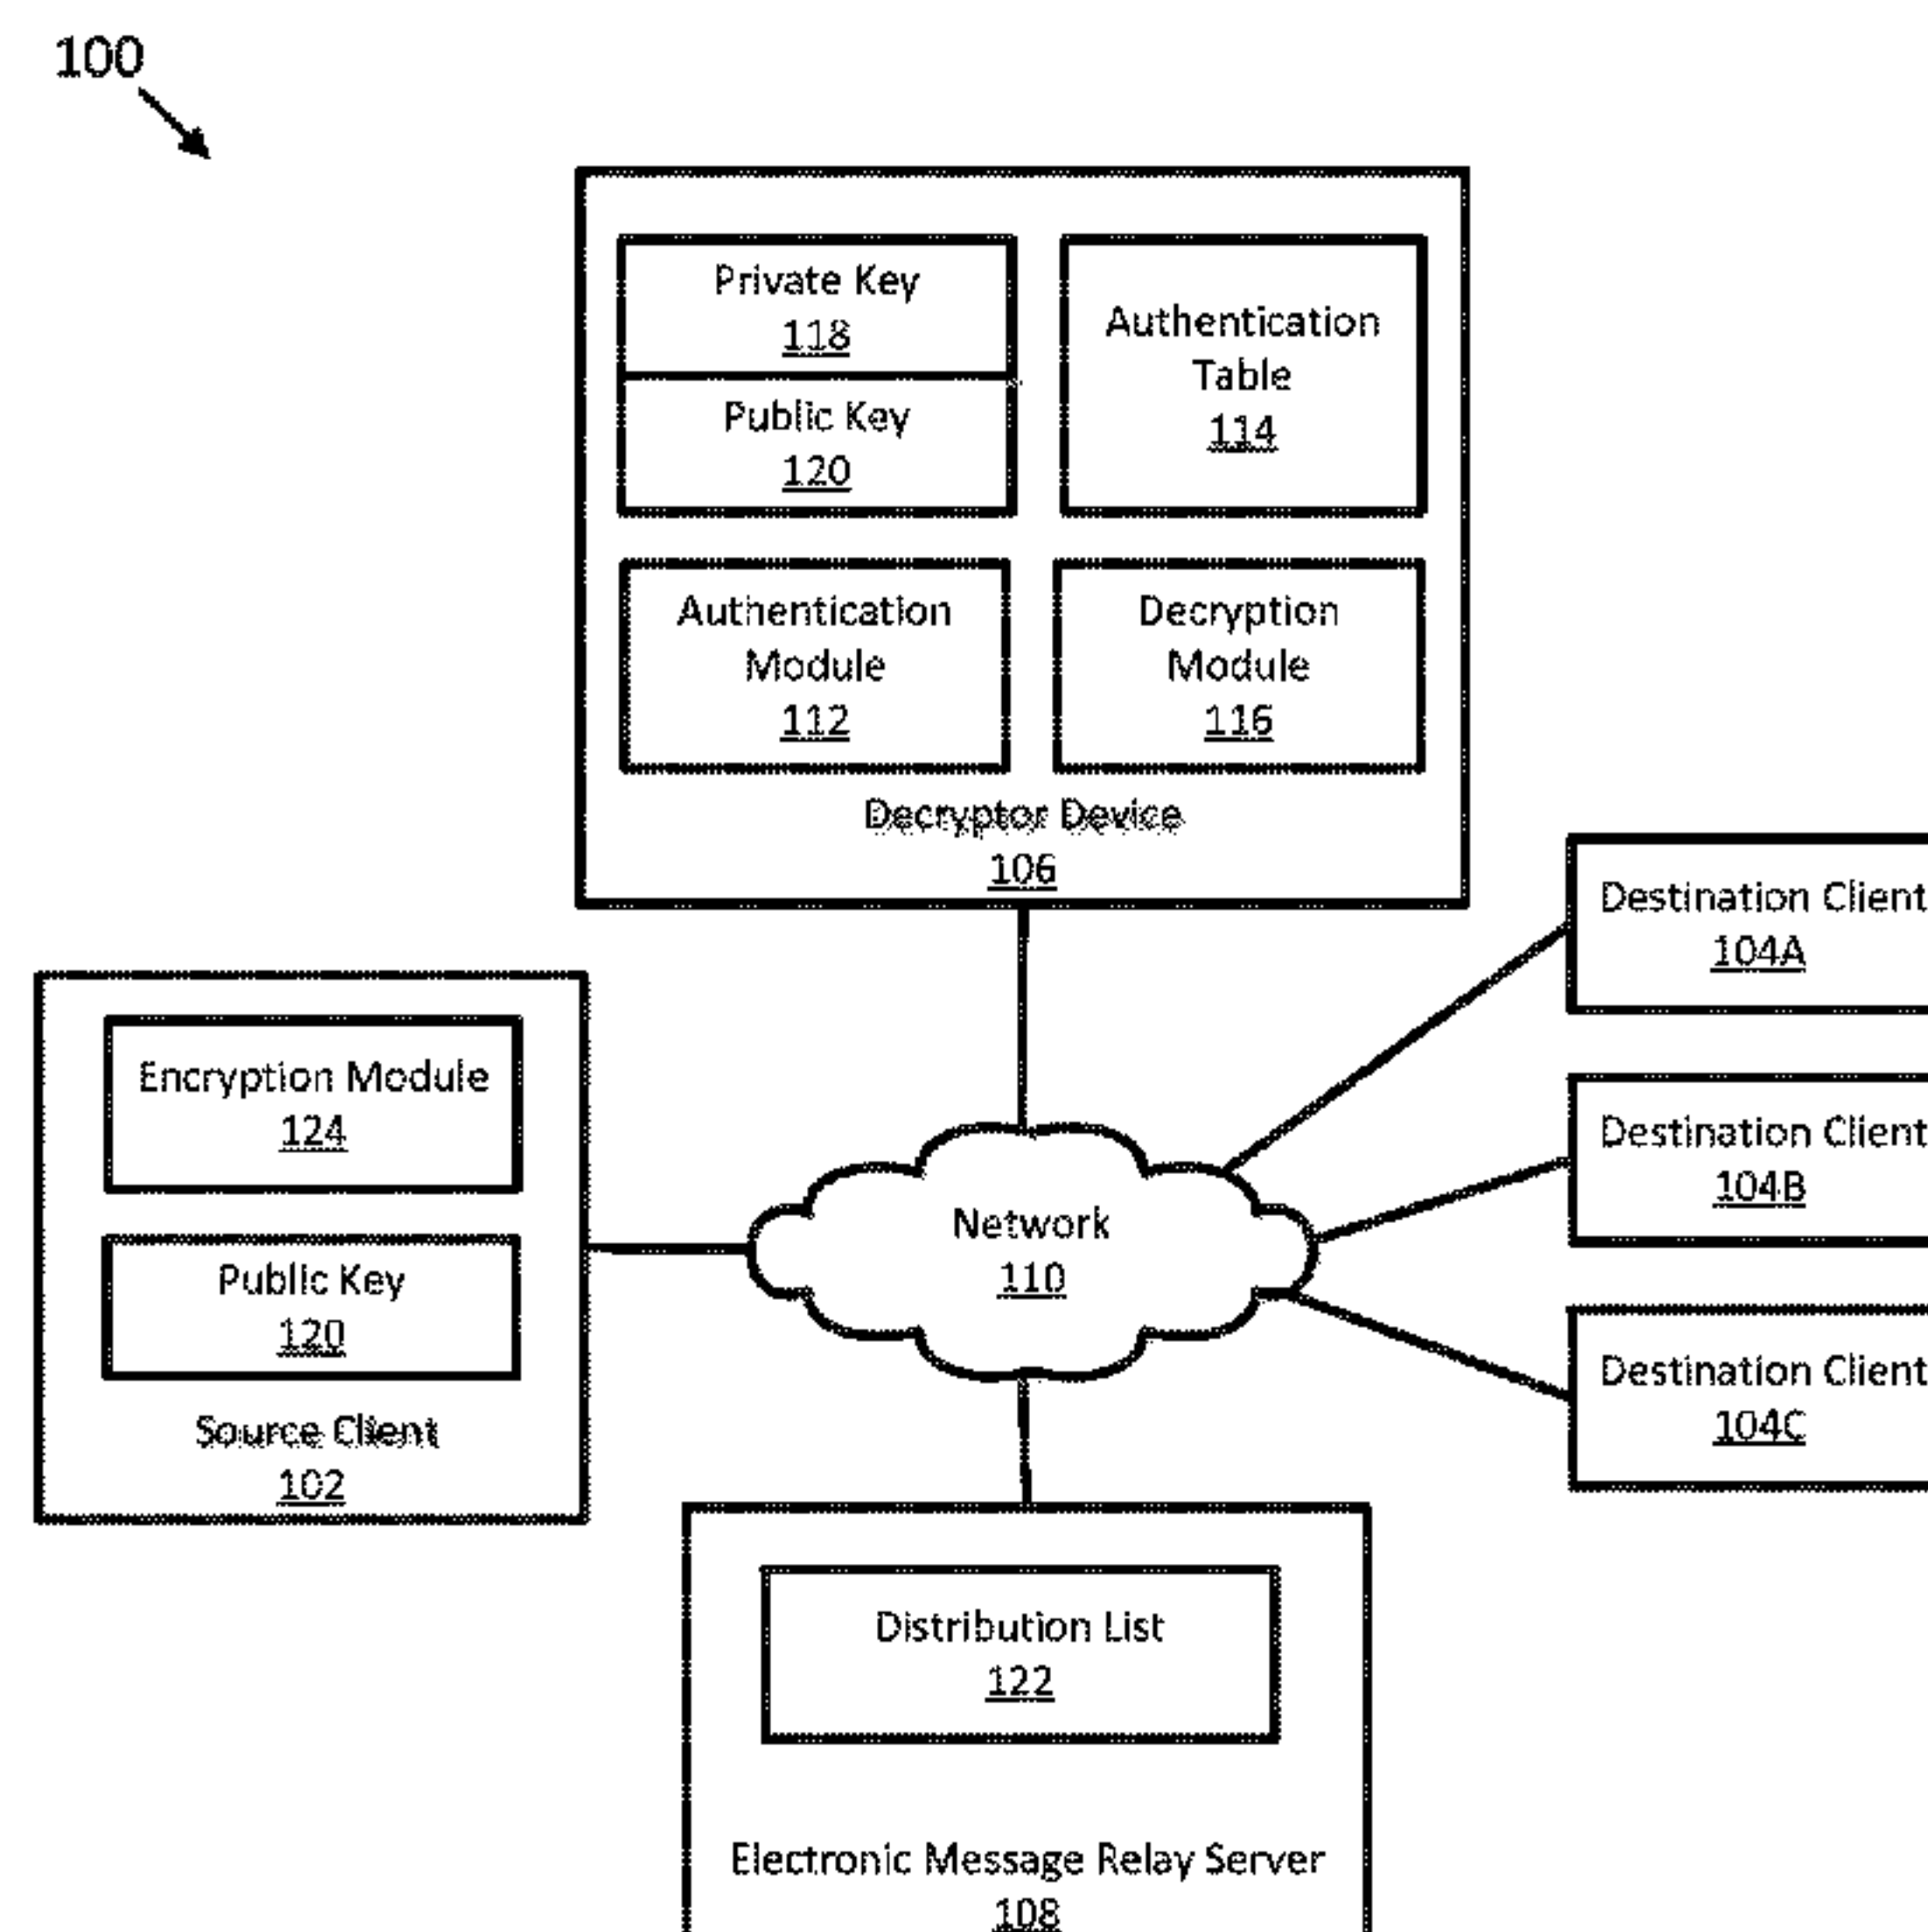 100
Private Key
118
Public Key
120
Authentication
Table
114
Authentication
Module
112
Decryption
Module
116
Decryptor Device
106
Destination Client
104A
Destination Client
104B
Destination Client
104C
Encryption Module
124
Public Key
120
Source Client
102
Network
110
Distribution List
122
Electronic Message Relay Server
108